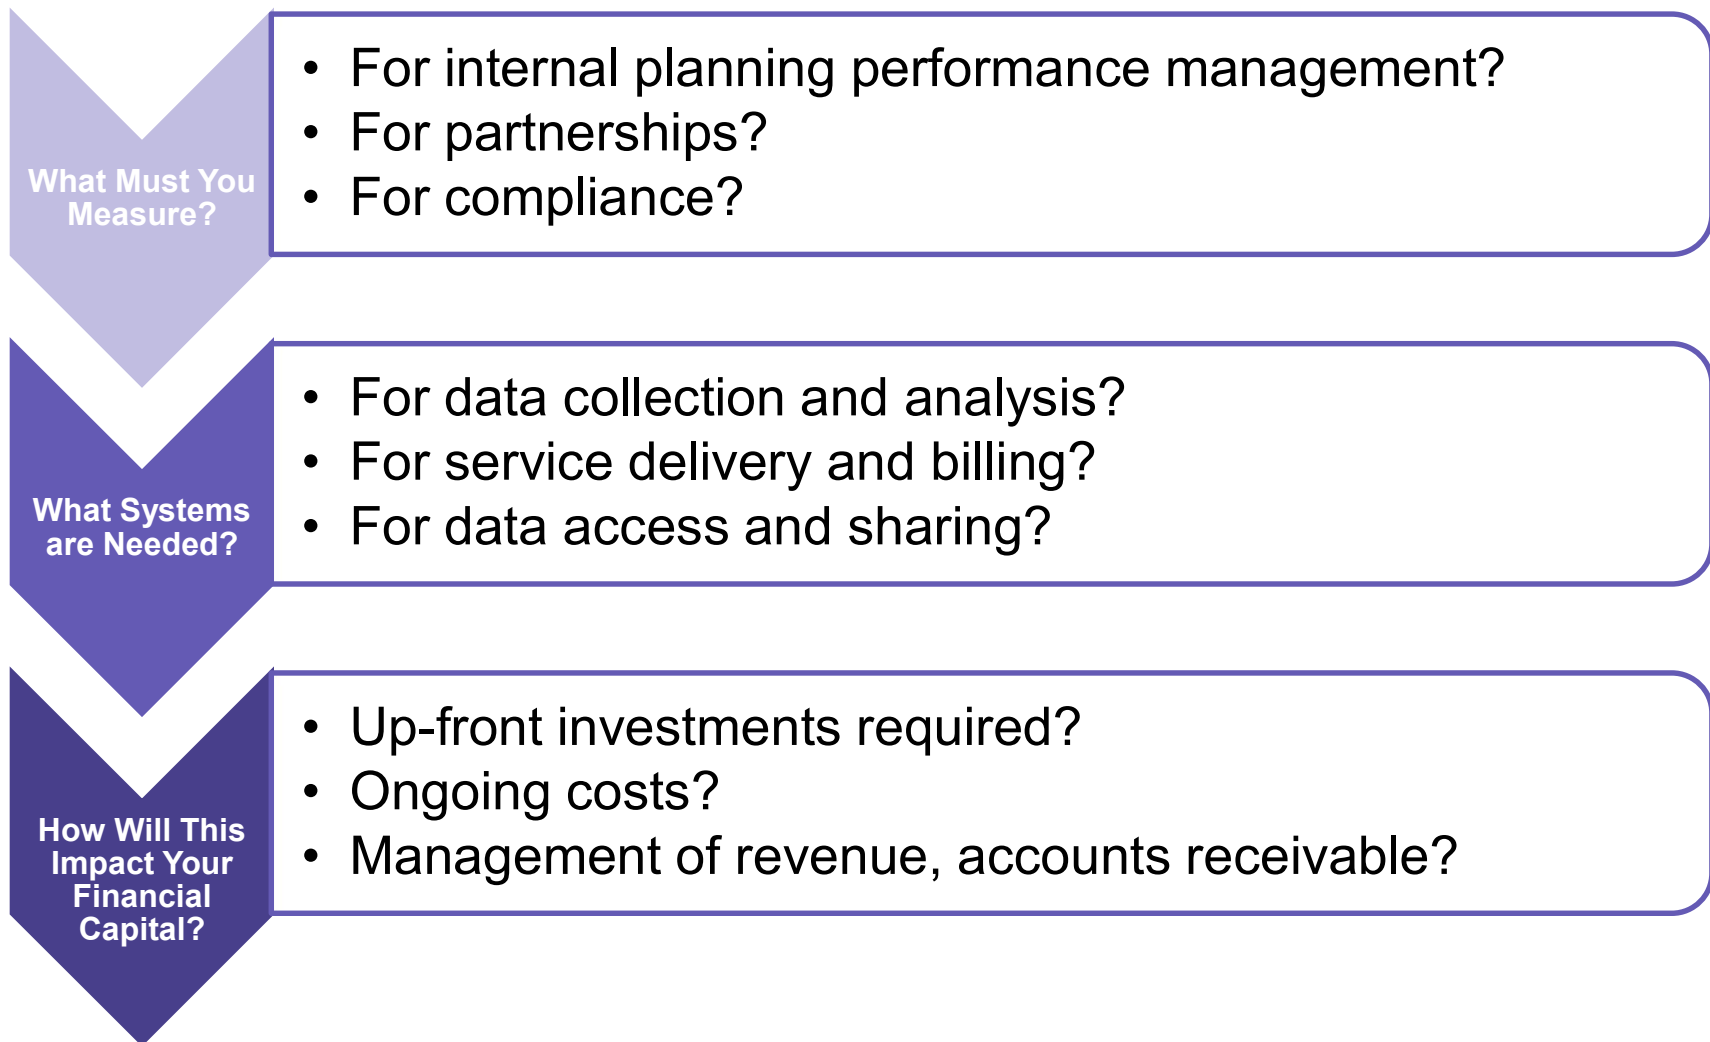 What Must You
Measure?
• For internal planning performance management?
• For partnerships?
• For compliance?
What Systems
are Needed?
• For data collection and analysis?
• For service delivery and billing?
• For data access and sharing?
How Will This
Impact Your
Financial
Capital?
• Up-front investments required?
• Ongoing costs?
• Management of revenue, accounts receivable?